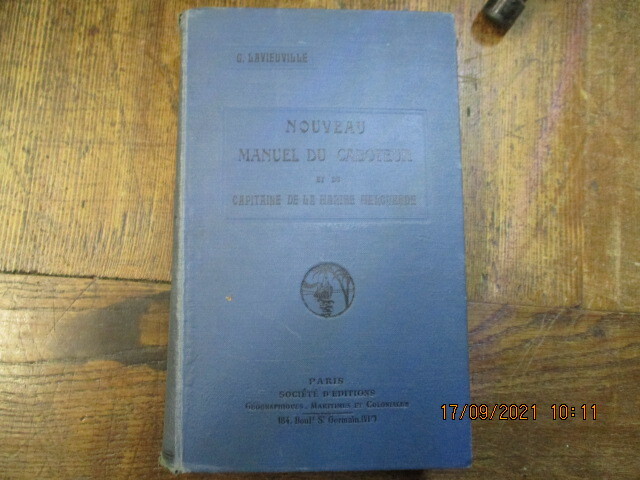 G. LAVIEUVILLE
NOUVEAU
MANUEL DU CABOTEUR
ET DU
CAPITAINE DE LA MARINE MARCHANDE
PARIS
SOCIÉTÉ D'ÉDITIONS
GÉOGRAPHIQUES, MARITIMES ET COLONIALES
184, Boulᵈ Sᵗ Germain, (VIᵉ)
17/09/2021 10:11